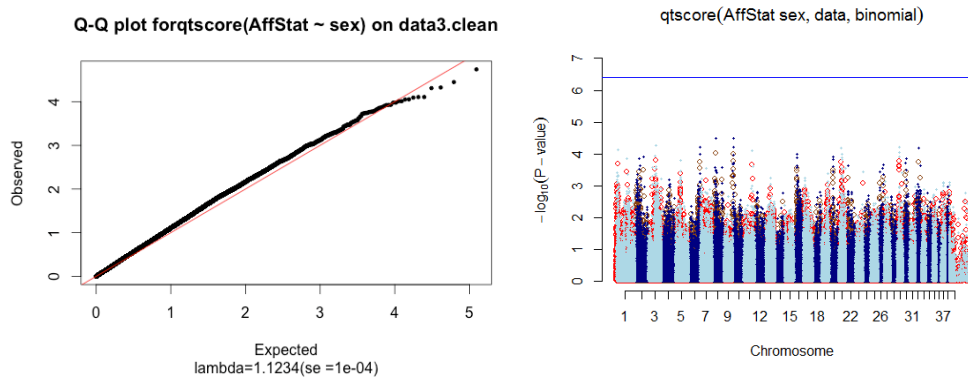 Q-Q plot forqtscore(AffStat ~ sex) on data3.clean
Observed
4
3
2
1
0
0 1 2 3 4 5
Expected
lambda=1.1234(se =1e-04)
qtscore(AffStat sex, data, binomial)
−log10(P − value)
7
6
5
4
3
2
1
0
1 3 5 7 9 12 15 18 22 26 31 37
Chromosome